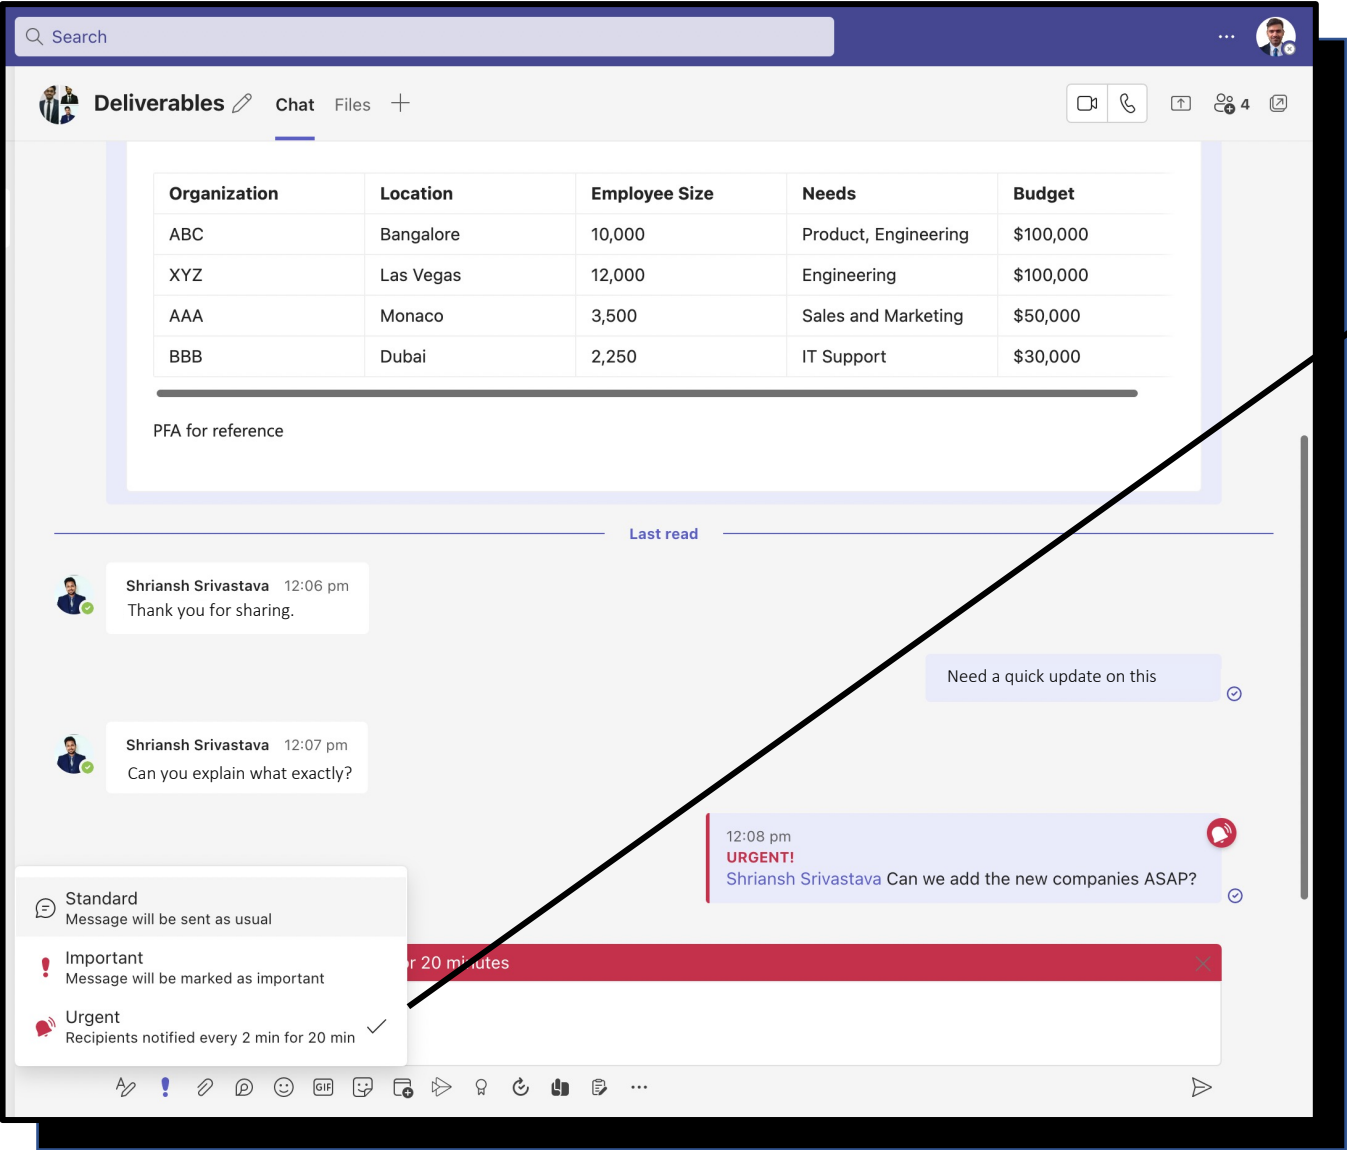 Search
Deliverables Chat Files 4
Organization Location Employee Size Needs Budget
ABC Bangalore 10,000 Product, Engineering $100,000
XYZ Las Vegas 12,000 Engineering $100,000
AAA Monaco 3,500 Sales and Marketing $50,000
BBB Dubai 2,250 IT Support $30,000
PFA for reference
Last read
Shriansh Srivastava 12:06 pm
Thank you for sharing.
Need a quick update on this
Shriansh Srivastava 12:07 pm
Can you explain what exactly?
12:08 pm
URGENT!
Shriansh Srivastava Can we add the new companies ASAP?
Standard
Message will be sent as usual
Important
Message will be marked as important
Urgent
Recipients notified every 2 min for 20 min
20 minutes
GIF